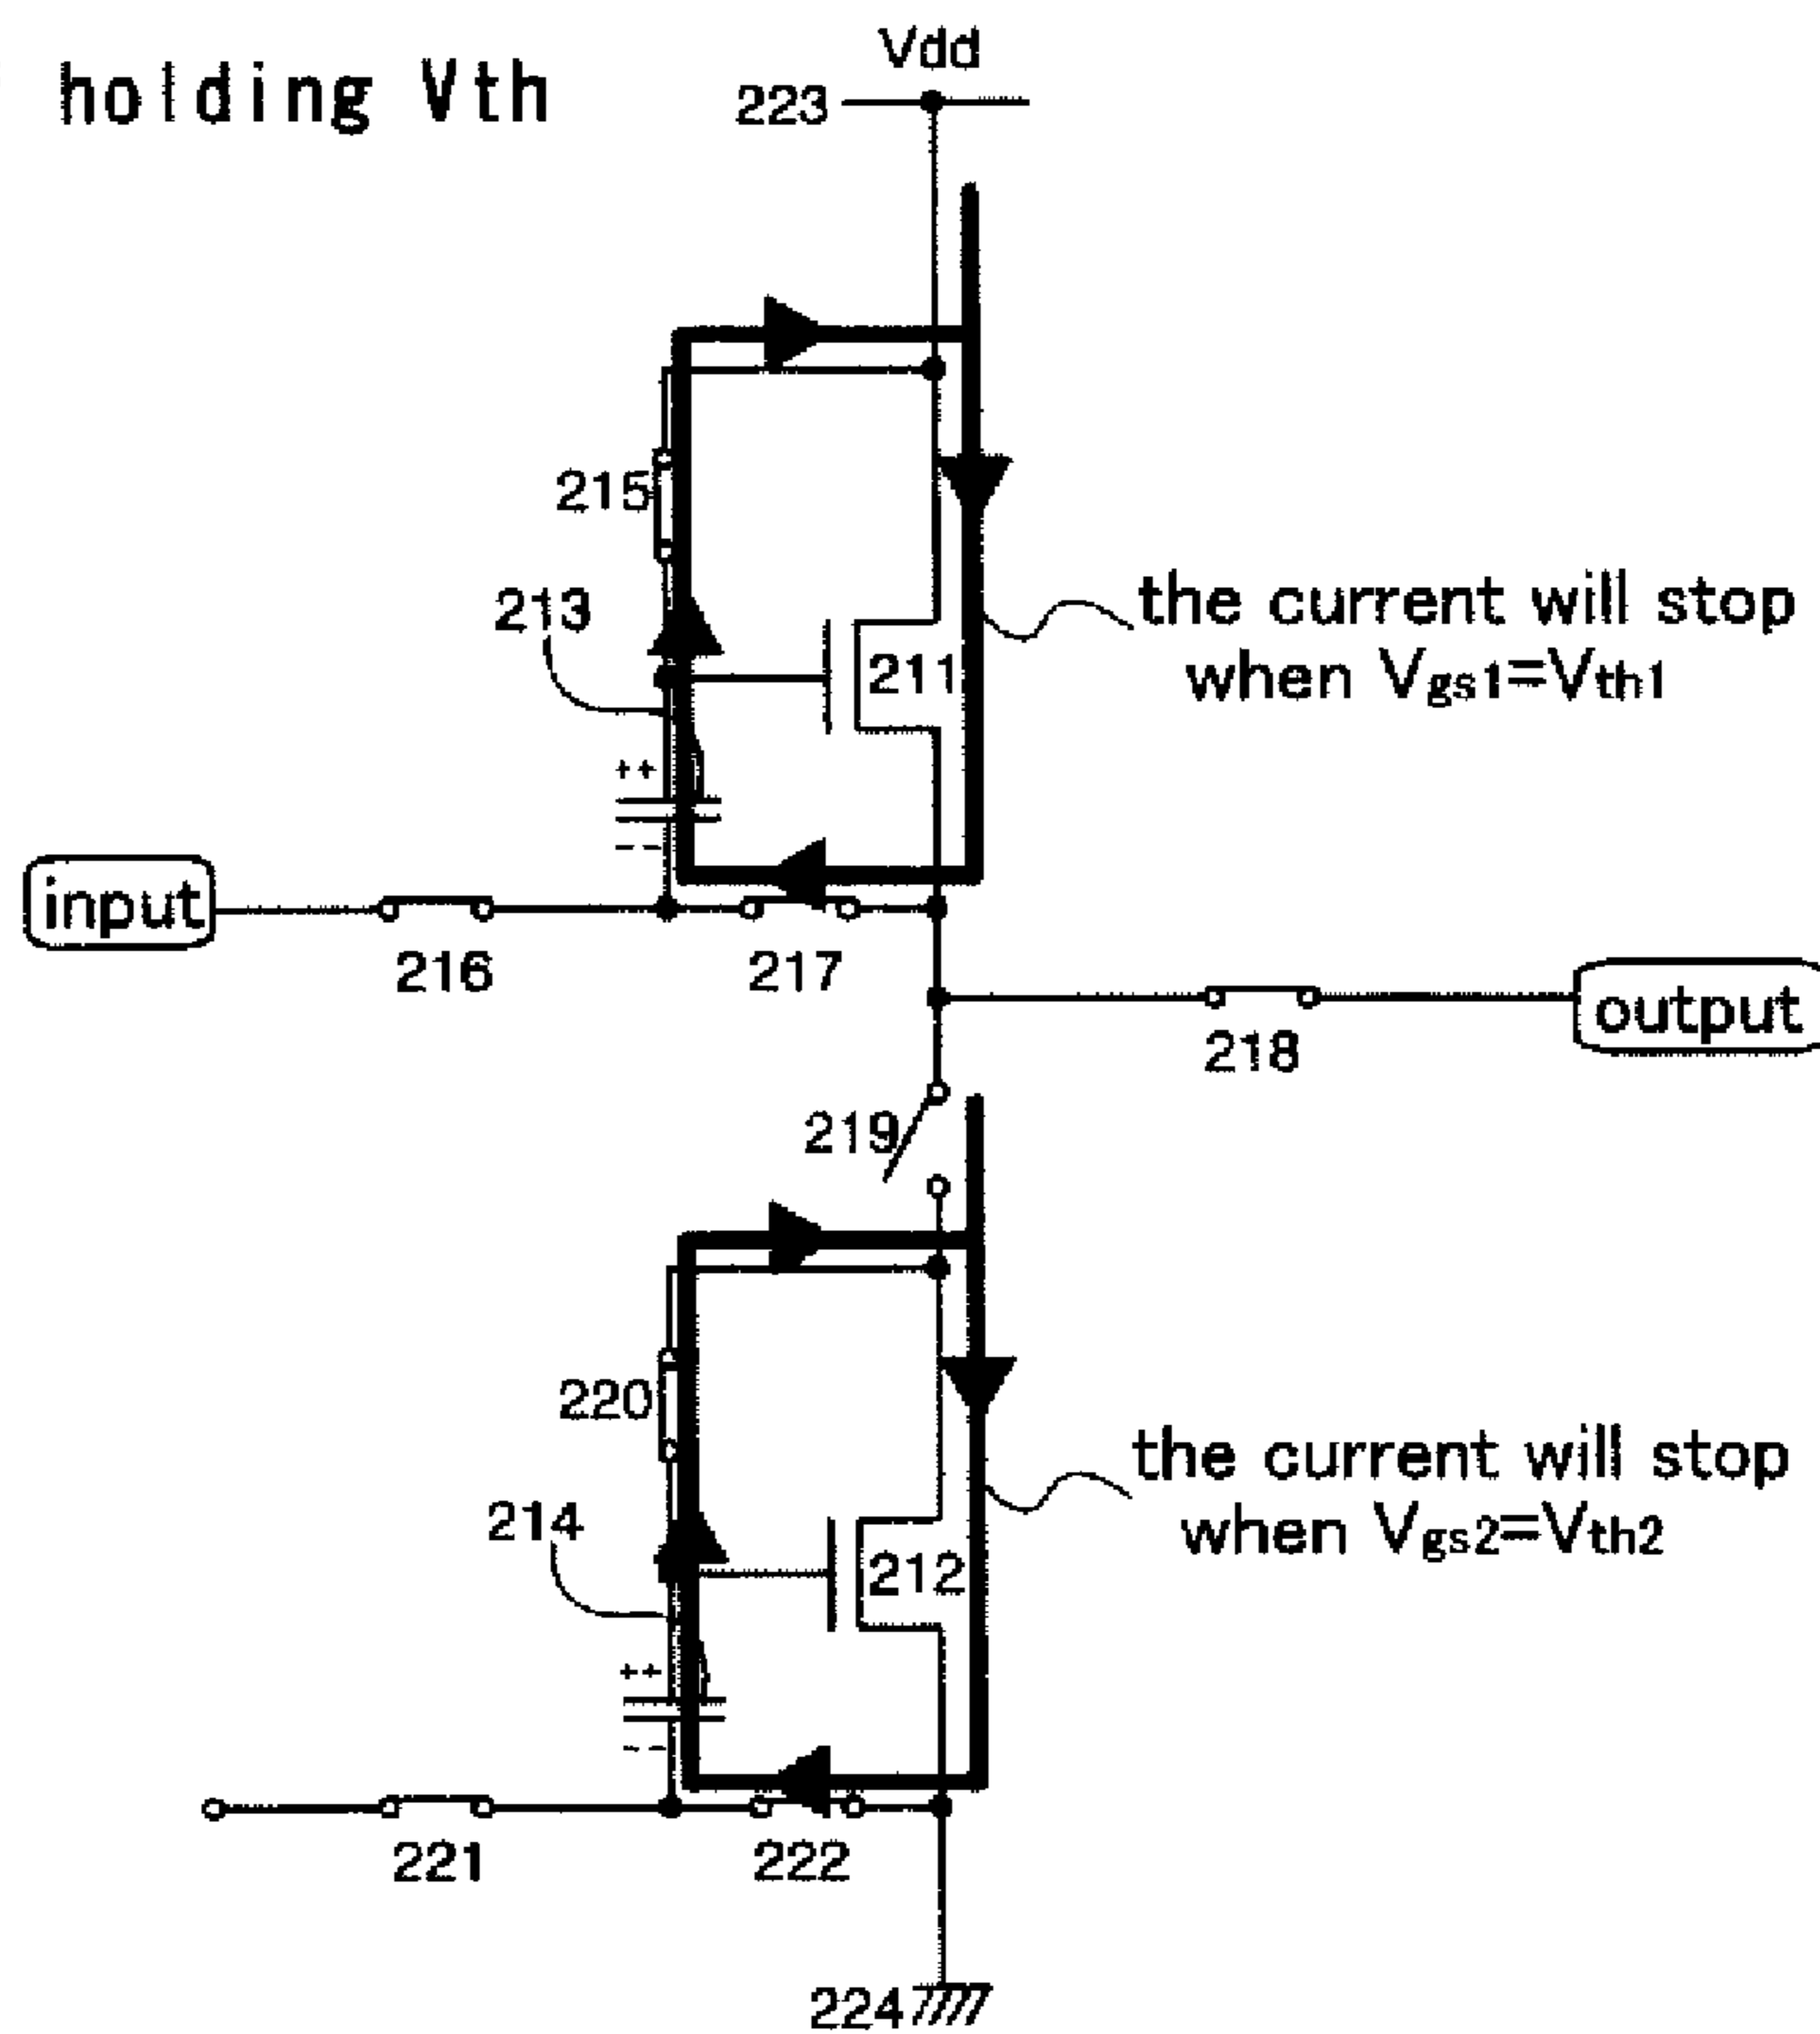 holding Vth
Vdd
223
215
213
211
the current will stop
when Vgs1=Vth1
++
--
input
216
217
218
output
219
220
214
212
the current will stop
when Vgs2=Vth2
++
--
221
222
224